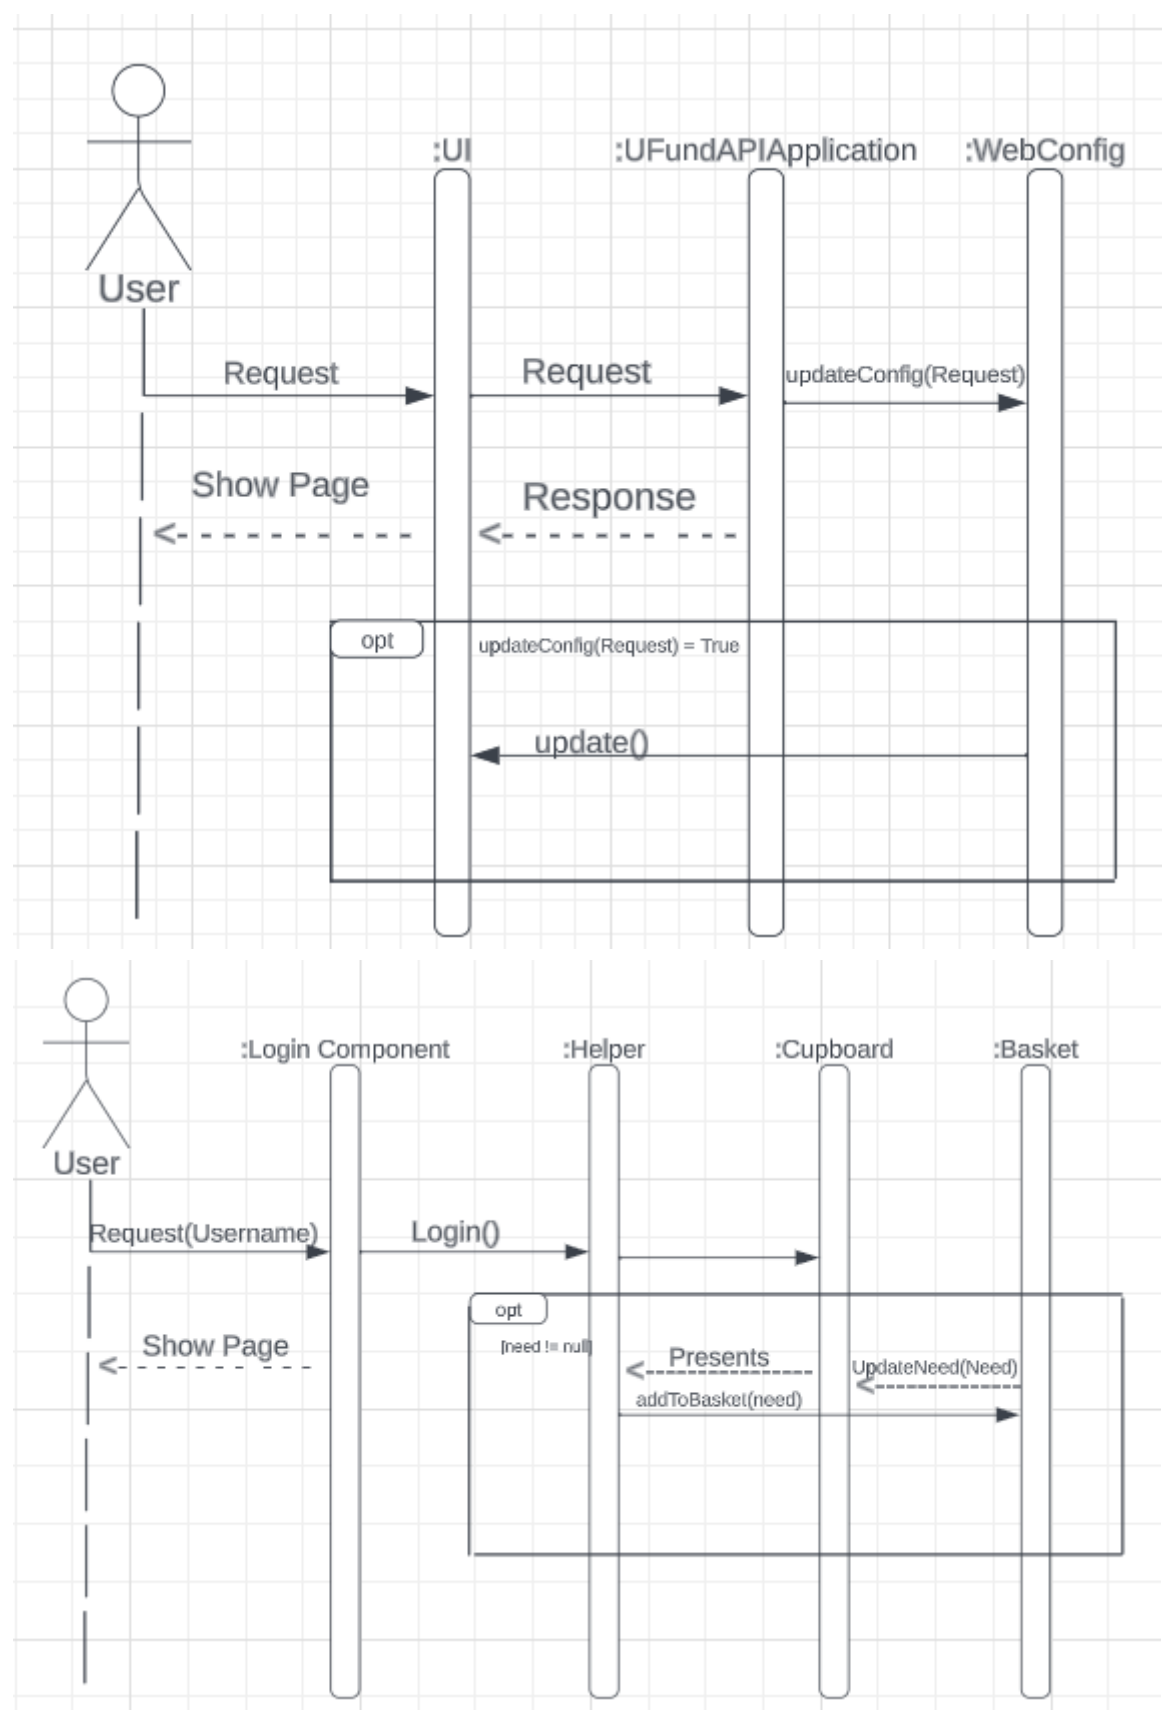 :UI
:UFundAPIApplication
:WebConfig
User
Request
Request
updateConfig(Request)
Show Page
Response
opt
updateConfig(Request) = True
update()
:Login Component
:Helper
:Cupboard
:Basket
User
Request(Username)
Login()
opt
[need != null]
Show Page
Presents
UpdateNeed(Need)
addToBasket(need)